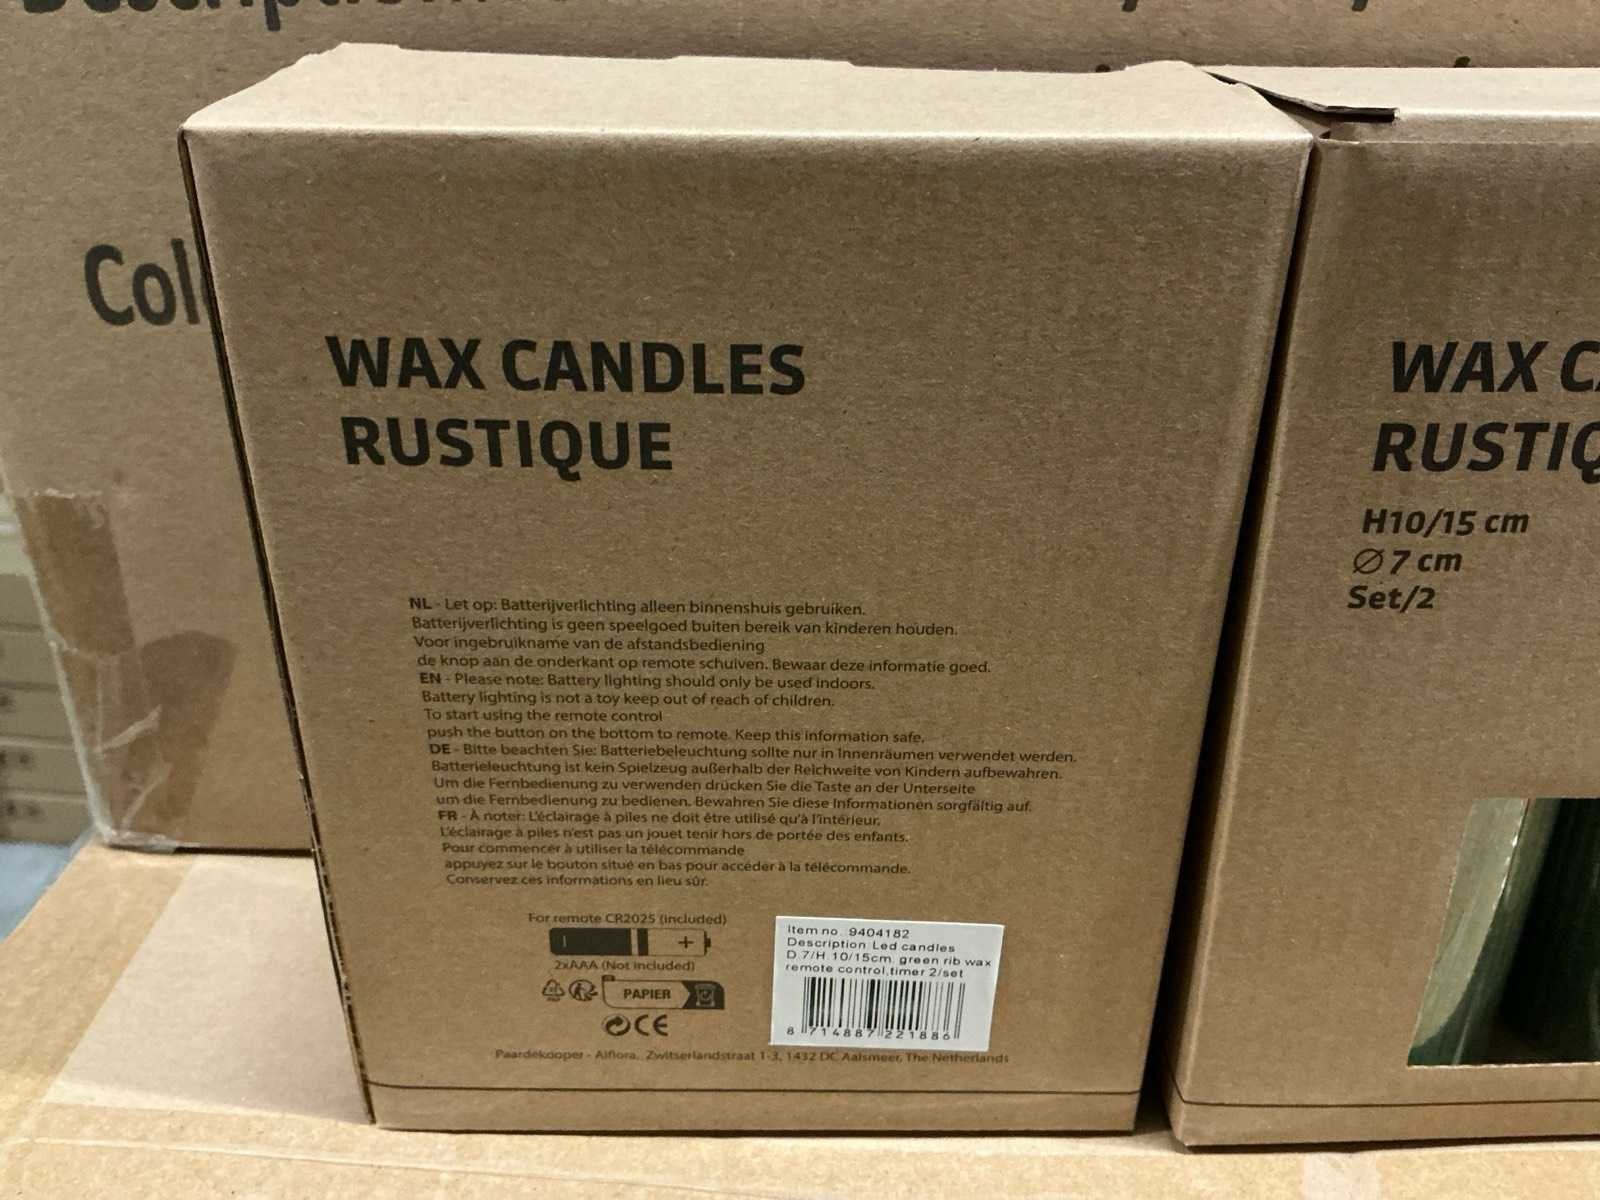 Col
WAX CANDLES
RUSTIQUE
NL - Let op: Batterijverlichting alleen binnenshuis gebruiken.
Batterijverlichting is geen speelgoed buiten bereik van kinderen houden.
Voor ingebruikname van de afstandsbediening
de knop aan de onderkant op remote schuiven. Bewaar deze informatie goed.
EN - Please note: Battery lighting should only be used indoors.
Battery lighting is not a toy keep out of reach of children.
To start using the remote control
push the button on the bottom to remote. Keep this information safe.
DE - Bitte beachten Sie: Batteriebeleuchtung sollte nur in Innenräumen verwendet werden.
Batterieleuchtung ist kein Spielzeug außerhalb der Reichweite von Kindern aufbewahren.
Um die Fernbedienung zu verwenden drücken Sie die Taste an der Unterseite
um die Fernbedienung zu bedienen. Bewahren Sie diese Informationen sorgfältig auf.
FR - À noter: L'éclairage à piles ne doit être utilisé qu'à l'intérieur.
L'éclairage à piles n'est pas un jouet tenir hors de portée des enfants.
Pour commencer à utiliser la télécommande
appuyez sur le bouton situé en bas pour accéder à la télécommande.
Conservez ces informations en lieu sûr.
For remote CR2025 (included)
2xAAA (Not included)
PAPIER
CE
Item no.:9404182
Description:Led candles
D.7/H.10/15cm. green rib wax
remote control,timer 2/set
8 714887 221886
Paardekooper - Alflora, Zwitserlandstraat 1-3, 1432 DC Aalsmeer, The Netherlands
WAX C
RUSTIQ
H10/15 cm
Ø 7 cm
Set/2